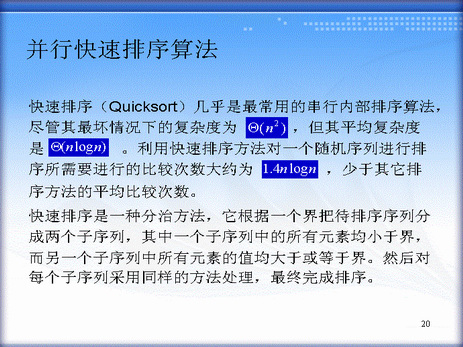 并行快速排序算法
快速排序（Quicksort）几乎是最常用的串行内部排序算法，
尽管其最坏情况下的复杂度为 Θ(n²) ，但其平均复杂度
是 Θ(nlogn) 。利用快速排序方法对一个随机序列进行排
序所需要进行的比较次数大约为 1.4nlogn ，少于其它排
序方法的平均比较次数。
快速排序是一种分治方法，它根据一个界把待排序序列分
成两个子序列，其中一个子序列中的所有元素均小于界，
而另一个子序列中所有元素的值均大于或等于界。然后对
每个子序列采用同样的方法处理，最终完成排序。
20